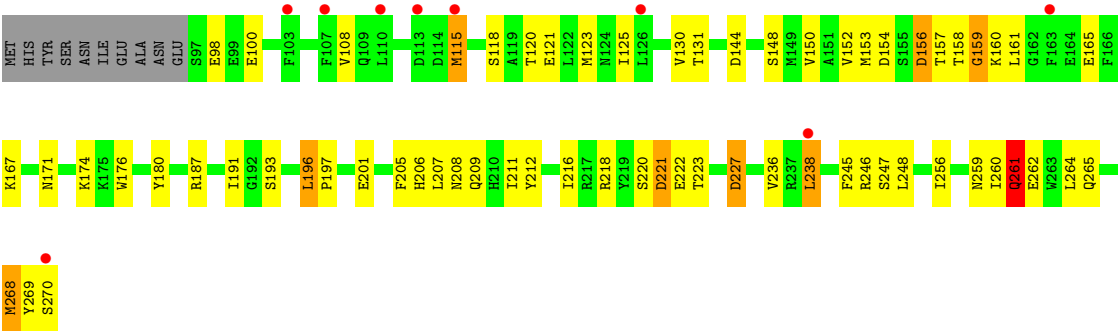 MET HIS TYR SER ASN ILE GLU ALA ASN GLU S97 E98 E99 E100 F103 F107 V108 Q109 L110 D113 D114 M115 S118 A119 T120 E121 L122 M123 N124 I125 L126 V130 T131 D144 S148 M149 V150 A151 V152 M153 D154 S155 D156 T157 T158 G159 K160 L161 G162 F163 E164 E165 F166
K167 N171 K174 K175 W176 Y180 R187 I191 G192 S193 L196 P197 E201 F205 H206 L207 N208 Q209 H210 I211 Y212 I216 R217 R218 Y219 S220 D221 E222 T223 D227 V236 R237 L238 F245 R246 S247 L248 I256 N259 I260 Q261 E262 W263 L264 Q265
M268 Y269 S270